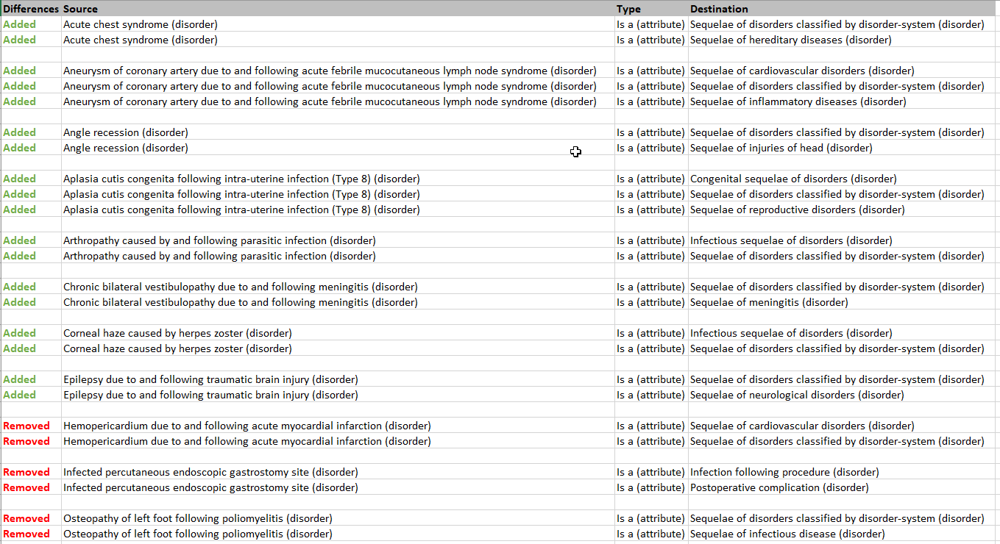 Differences Source Type Destination
Added Acute chest syndrome (disorder) Is a (attribute) Sequelae of disorders classified by disorder-system (disorder)
Added Acute chest syndrome (disorder) Is a (attribute) Sequelae of hereditary diseases (disorder)
Added Aneurysm of coronary artery due to and following acute febrile mucocutaneous lymph node syndrome (disorder) Is a (attribute) Sequelae of cardiovascular disorders (disorder)
Added Aneurysm of coronary artery due to and following acute febrile mucocutaneous lymph node syndrome (disorder) Is a (attribute) Sequelae of disorders classified by disorder-system (disorder)
Added Aneurysm of coronary artery due to and following acute febrile mucocutaneous lymph node syndrome (disorder) Is a (attribute) Sequelae of inflammatory diseases (disorder)
Added Angle recession (disorder) Is a (attribute) Sequelae of disorders classified by disorder-system (disorder)
Added Angle recession (disorder) Is a (attribute) Sequelae of injuries of head (disorder)
Added Aplasia cutis congenita following intra-uterine infection (Type 8) (disorder) Is a (attribute) Congenital sequelae of disorders (disorder)
Added Aplasia cutis congenita following intra-uterine infection (Type 8) (disorder) Is a (attribute) Sequelae of disorders classified by disorder-system (disorder)
Added Aplasia cutis congenita following intra-uterine infection (Type 8) (disorder) Is a (attribute) Sequelae of reproductive disorders (disorder)
Added Arthropathy caused by and following parasitic infection (disorder) Is a (attribute) Infectious sequelae of disorders (disorder)
Added Arthropathy caused by and following parasitic infection (disorder) Is a (attribute) Sequelae of disorders classified by disorder-system (disorder)
Added Chronic bilateral vestibulopathy due to and following meningitis (disorder) Is a (attribute) Sequelae of disorders classified by disorder-system (disorder)
Added Chronic bilateral vestibulopathy due to and following meningitis (disorder) Is a (attribute) Sequelae of meningitis (disorder)
Added Corneal haze caused by herpes zoster (disorder) Is a (attribute) Infectious sequelae of disorders (disorder)
Added Corneal haze caused by herpes zoster (disorder) Is a (attribute) Sequelae of disorders classified by disorder-system (disorder)
Added Epilepsy due to and following traumatic brain injury (disorder) Is a (attribute) Sequelae of disorders classified by disorder-system (disorder)
Added Epilepsy due to and following traumatic brain injury (disorder) Is a (attribute) Sequelae of neurological disorders (disorder)
Removed Hemopericardium due to and following acute myocardial infarction (disorder) Is a (attribute) Sequelae of cardiovascular disorders (disorder)
Removed Hemopericardium due to and following acute myocardial infarction (disorder) Is a (attribute) Sequelae of disorders classified by disorder-system (disorder)
Removed Infected percutaneous endoscopic gastrostomy site (disorder) Is a (attribute) Infection following procedure (disorder)
Removed Infected percutaneous endoscopic gastrostomy site (disorder) Is a (attribute) Postoperative complication (disorder)
Removed Osteopathy of left foot following poliomyelitis (disorder) Is a (attribute) Sequelae of disorders classified by disorder-system (disorder)
Removed Osteopathy of left foot following poliomyelitis (disorder) Is a (attribute) Sequelae of infectious disease (disorder)